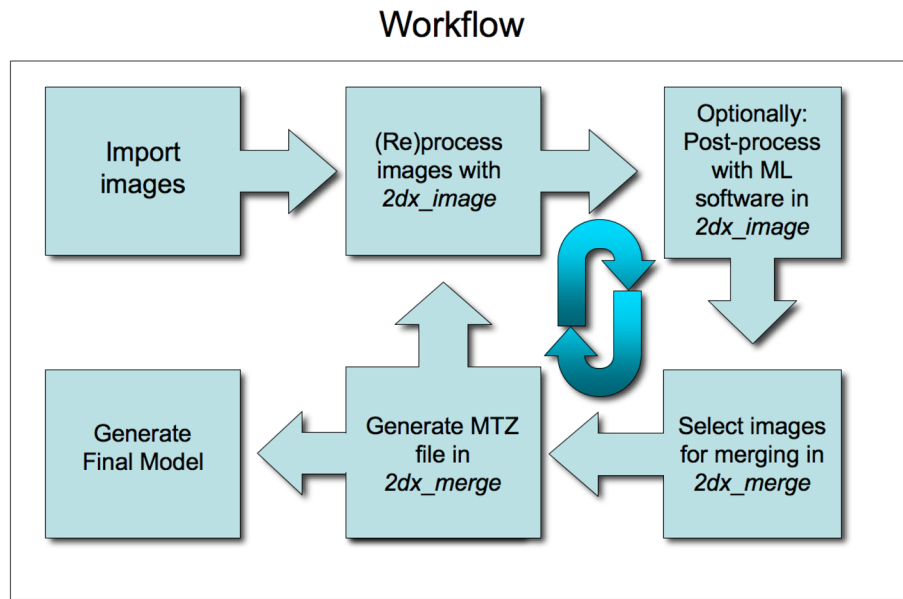 Workflow
Import
images
(Re)process
images with
2dx_image
Optionally:
Post-process
with ML
software in
2dx_image
Generate
Final Model
Generate MTZ
file in
2dx_merge
Select images
for merging in
2dx_merge